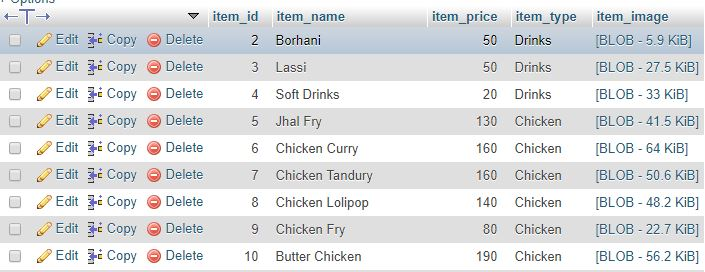 + Options
item_id item_name item_price item_type item_image
Edit Copy Delete 2 Borhani 50 Drinks [BLOB - 5.9 KiB]
Edit Copy Delete 3 Lassi 50 Drinks [BLOB - 27.5 KiB]
Edit Copy Delete 4 Soft Drinks 20 Drinks [BLOB - 33 KiB]
Edit Copy Delete 5 Jhal Fry 130 Chicken [BLOB - 41.5 KiB]
Edit Copy Delete 6 Chicken Curry 160 Chicken [BLOB - 64 KiB]
Edit Copy Delete 7 Chicken Tandury 160 Chicken [BLOB - 50.6 KiB]
Edit Copy Delete 8 Chicken Lolipop 140 Chicken [BLOB - 48.2 KiB]
Edit Copy Delete 9 Chicken Fry 80 Chicken [BLOB - 22.7 KiB]
Edit Copy Delete 10 Butter Chicken 190 Chicken [BLOB - 56.2 KiB]